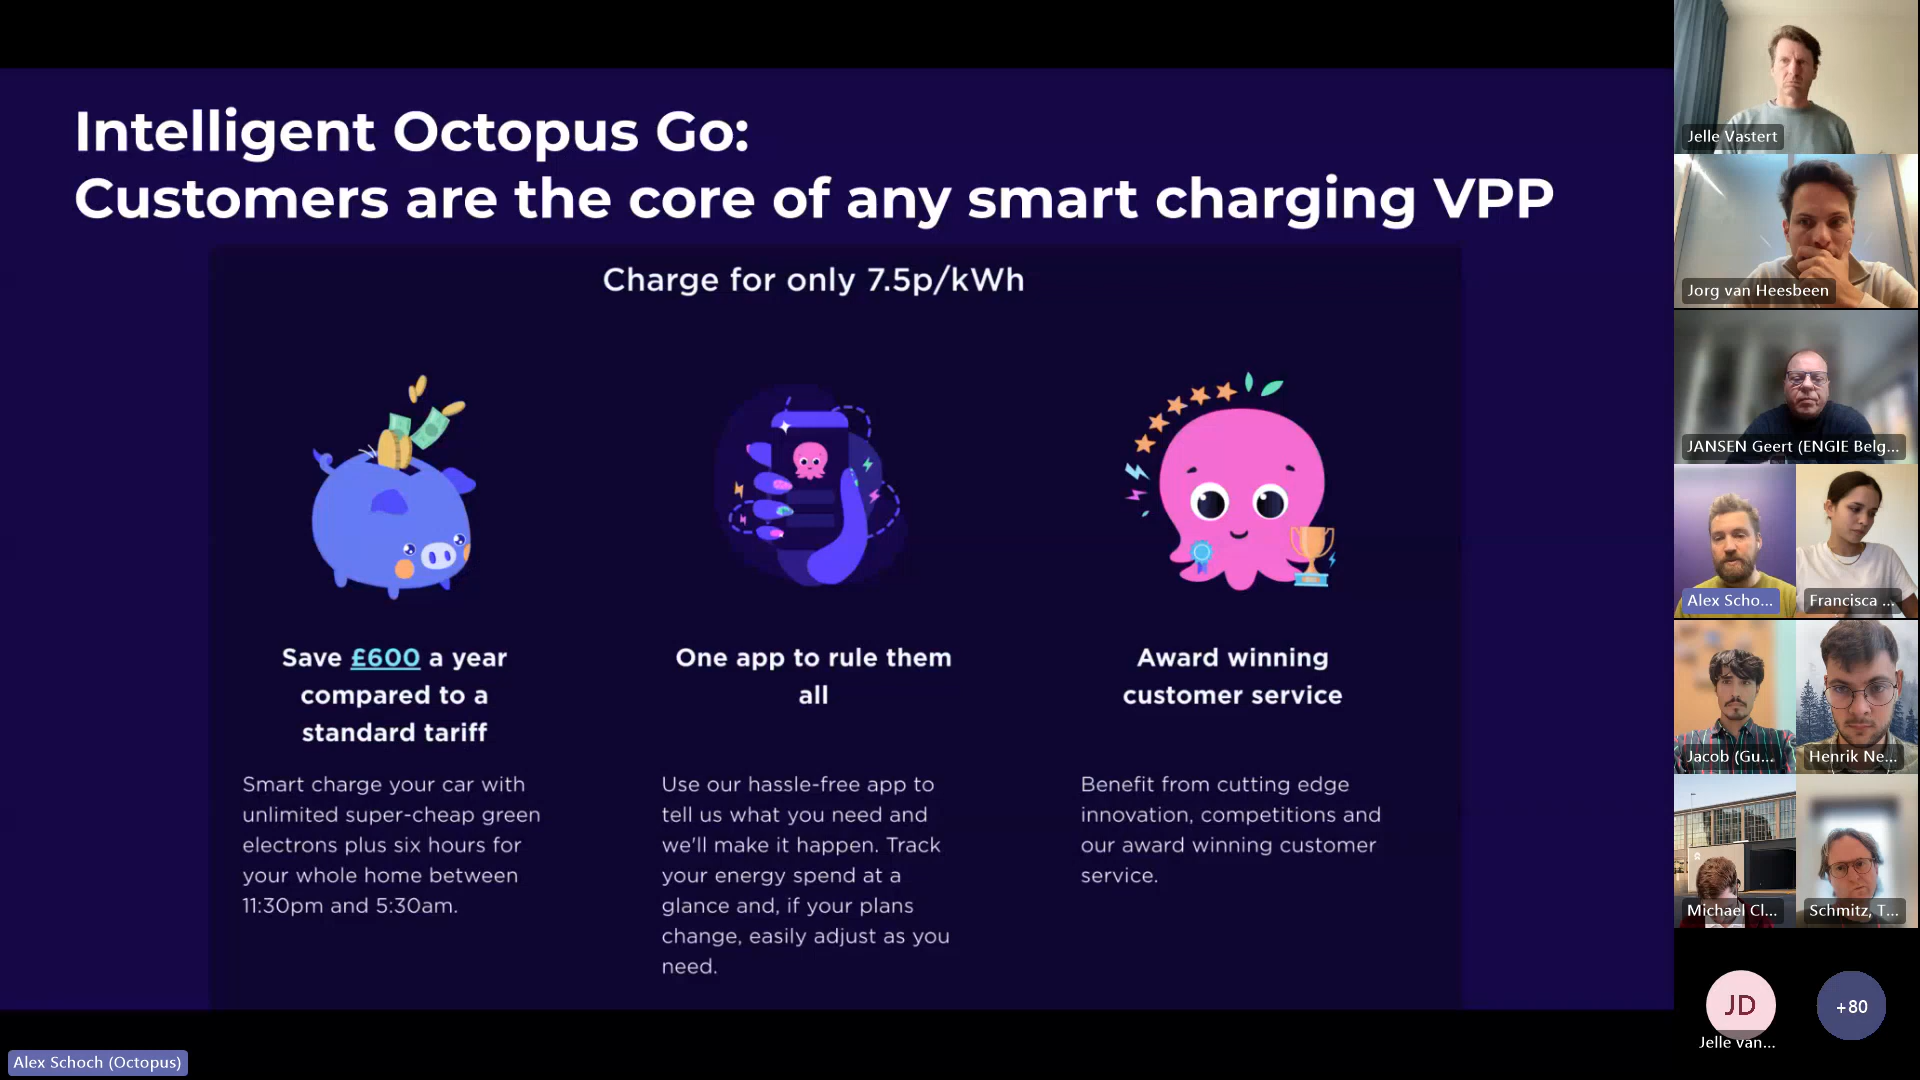 Intelligent Octopus Go:
Customers are the core of any smart charging VPP
Charge for only 7.5p/kWh
Save £600 a year
compared to a
standard tariff
Smart charge your car with
unlimited super-cheap green
electrons plus six hours for
your whole home between
11:30pm and 5:30am.
One app to rule them
all
Use our hassle-free app to
tell us what you need and
we'll make it happen. Track
your energy spend at a
glance and, if your plans
change, easily adjust as you
need.
Award winning
customer service
Benefit from cutting edge
innovation, competitions and
our award winning customer
service.
Jelle Vastert
Jorg van Heesbeen
JANSEN Geert (ENGIE Belg...
Alex Scho...
Francisca ...
Jacob (Gu...
Henrik Ne...
Michael Cl...
Schmitz, T...
JD
Jelle van...
+80
Alex Schoch (Octopus)